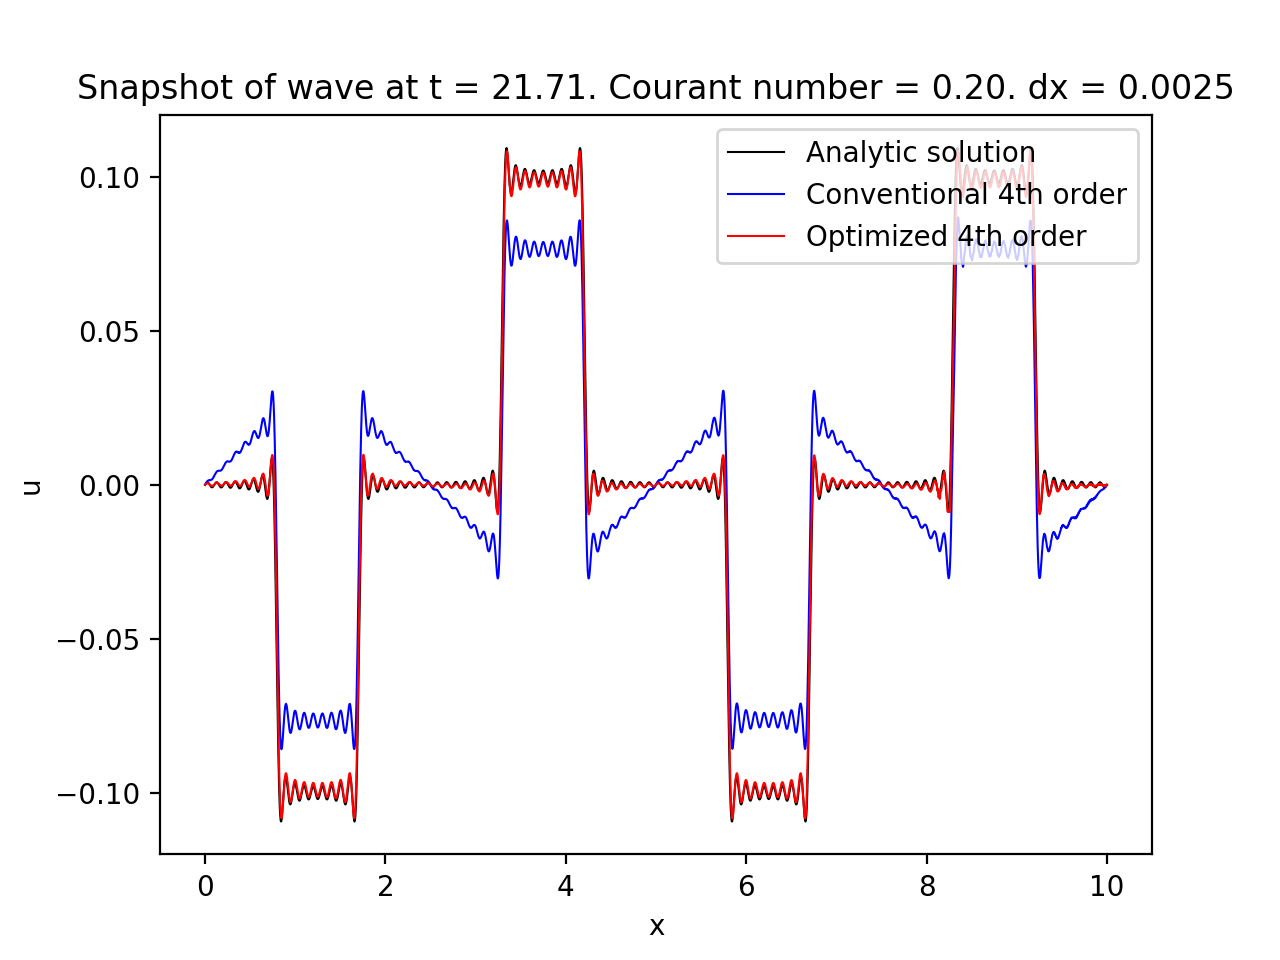 Snapshot of wave at t = 21.71. Courant number = 0.20. dx = 0.0025
Analytic solution
Conventional 4th order
Optimized 4th order
0.10
0.05
0.00
−0.05
−0.10
u
0 2 4 6 8 10
x